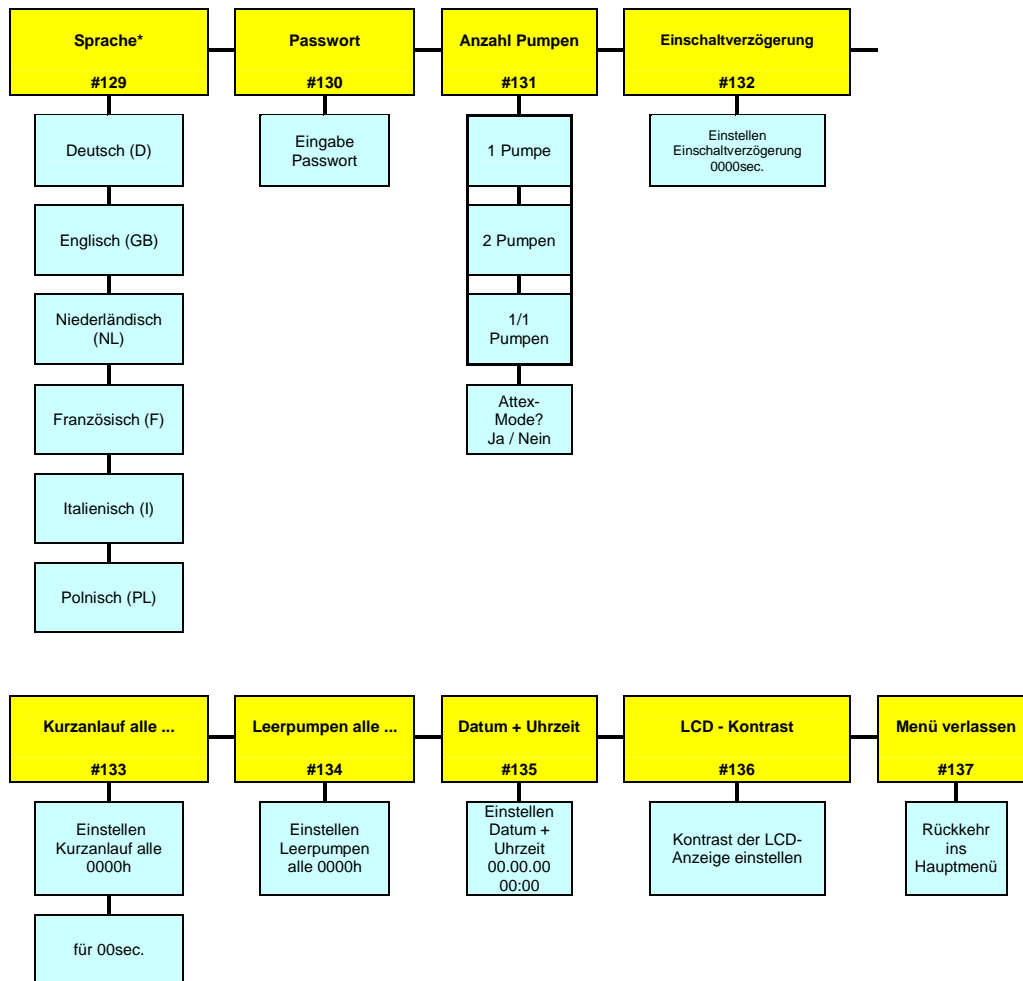 Sprache*
#129
Deutsch (D)
Englisch (GB)
Niederländisch
(NL)
Französisch (F)
Italienisch (I)
Polnisch (PL)
Passwort
#130
Eingabe
Passwort
Anzahl Pumpen
#131
1 Pumpe
2 Pumpen
1/1
Pumpen
Attex-
Mode?
Ja / Nein
Einschaltverzögerung
#132
Einstellen
Einschaltverzögerung
0000sec.
Kurzanlauf alle ...
#133
Einstellen
Kurzanlauf alle
0000h
für 00sec.
Leerpumpen alle ...
#134
Einstellen
Leerpumpen
alle 0000h
Datum + Uhrzeit
#135
Einstellen
Datum +
Uhrzeit
00.00.00
00:00
LCD - Kontrast
#136
Kontrast der LCD-
Anzeige einstellen
Menü verlassen
#137
Rückkehr
ins
Hauptmenü